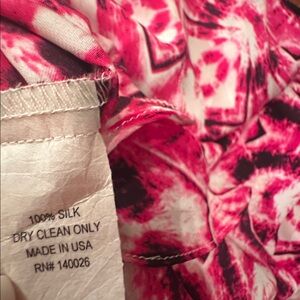 100% SILK
DRY CLEAN ONLY
MADE IN USA
RN# 140026